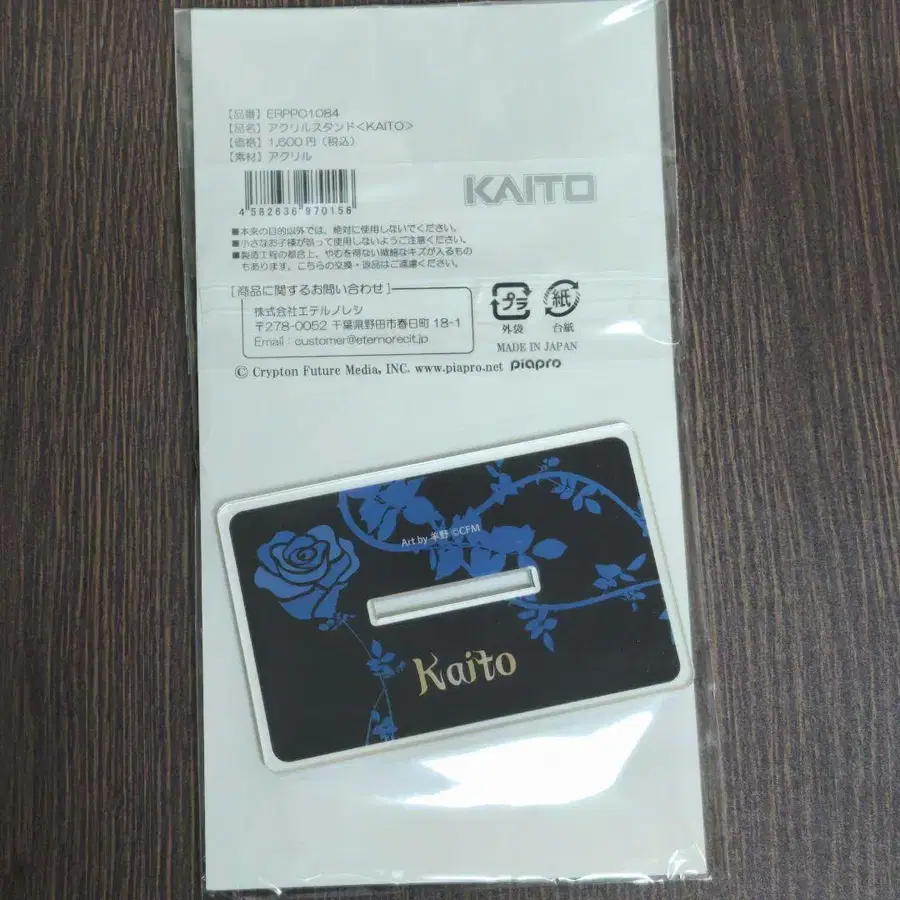 【品番】ERPPO1084
【品名】アクリルスタンド<KAITO>
【価格】1,600円（税込）
【素材】アクリル
4 582636 970156
KAITO
■本来の目的以外では、絶対に使用しないでください。
■小さなお子様が誤って使用しないようご注意ください。
■製造工程の都合上、やむを得ない微細なキズが入るもの
もあります。こちらの交換・返品はご遠慮ください。
[商品に関するお問い合わせ]
株式会社エテルノレシ
〒278-0052 千葉県野田市春日町 18-1
Email：customer@eternorecit.jp
プラ
外袋
紙
台紙
MADE IN JAPAN
© Crypton Future Media, INC. www.piapro.net piapro
Art by 羊野 ©CFM
Kaito